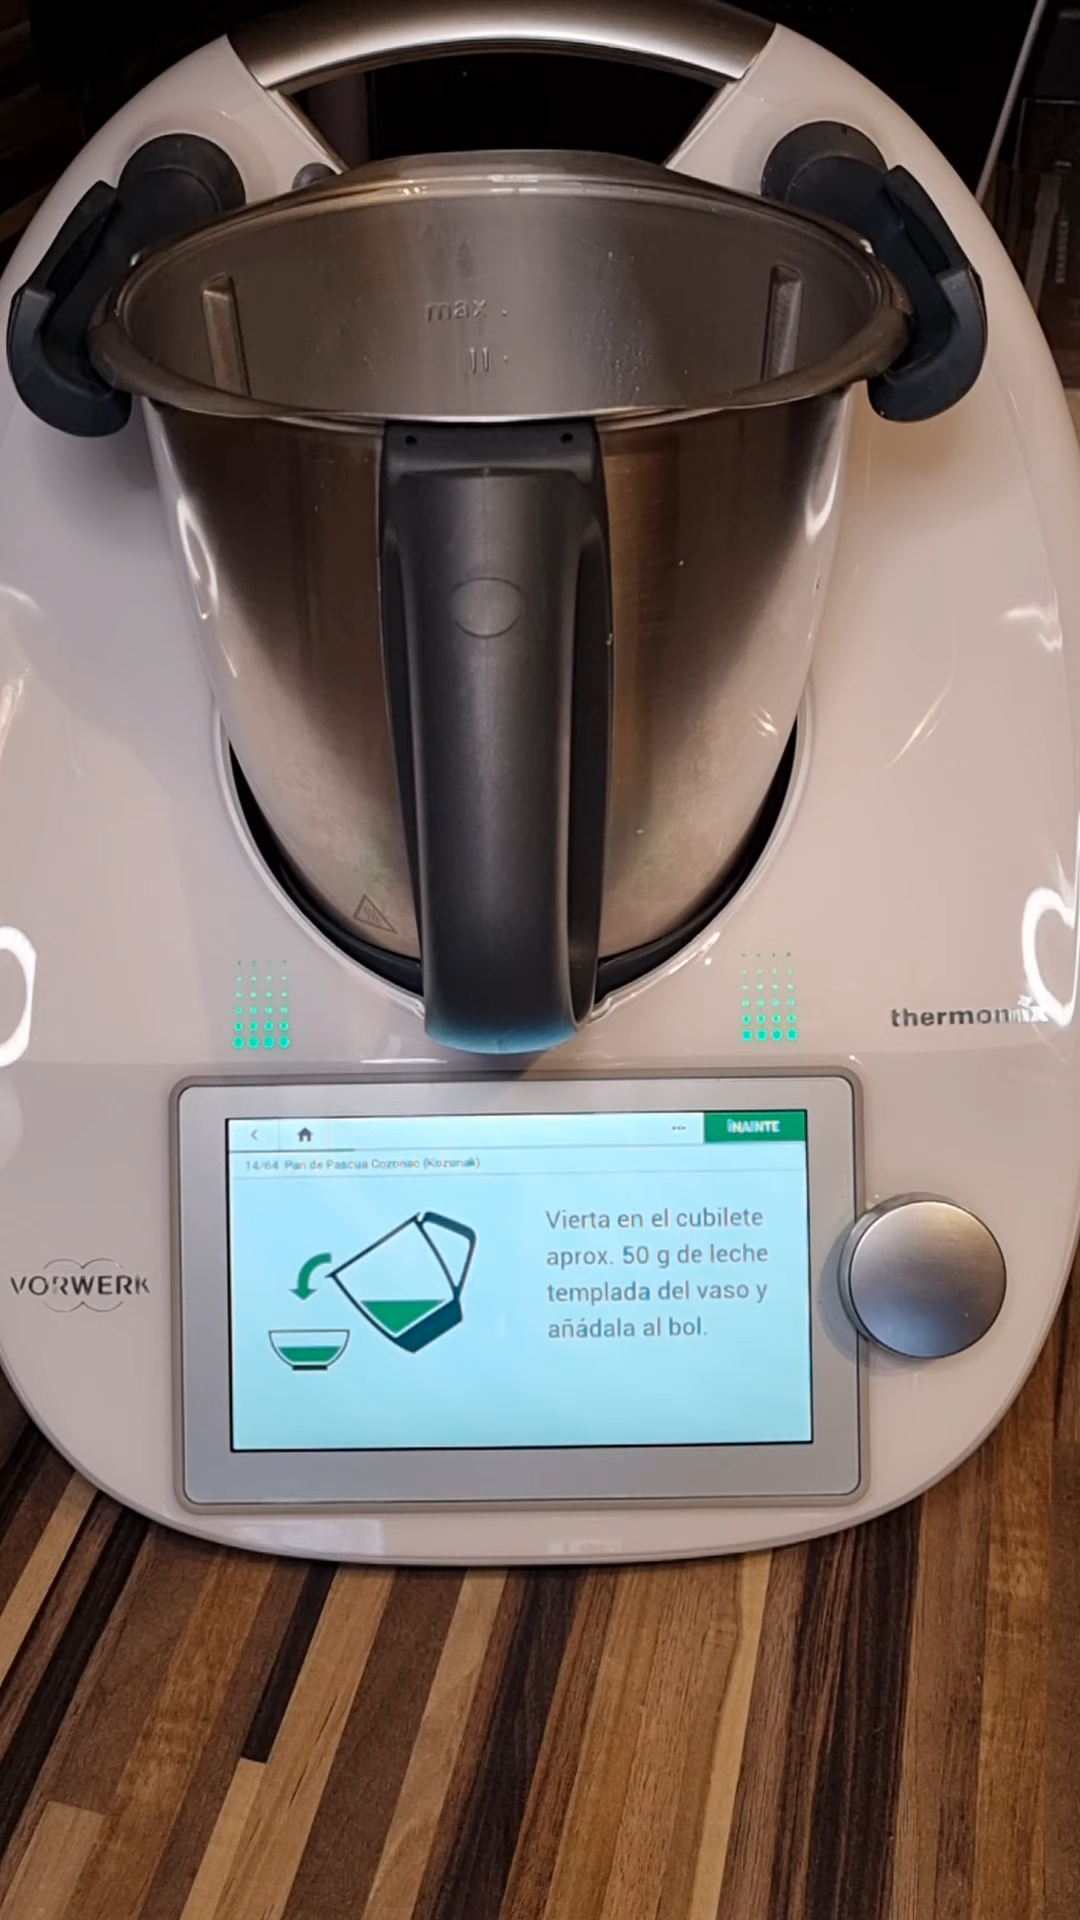 max
ÎNAINTE
14/64 Pan de Pascua Cozonac (Kozunak)
Vierta en el cubilete
aprox. 50 g de leche
templada del vaso y
añádala al bol.
thermomix
VORWERK